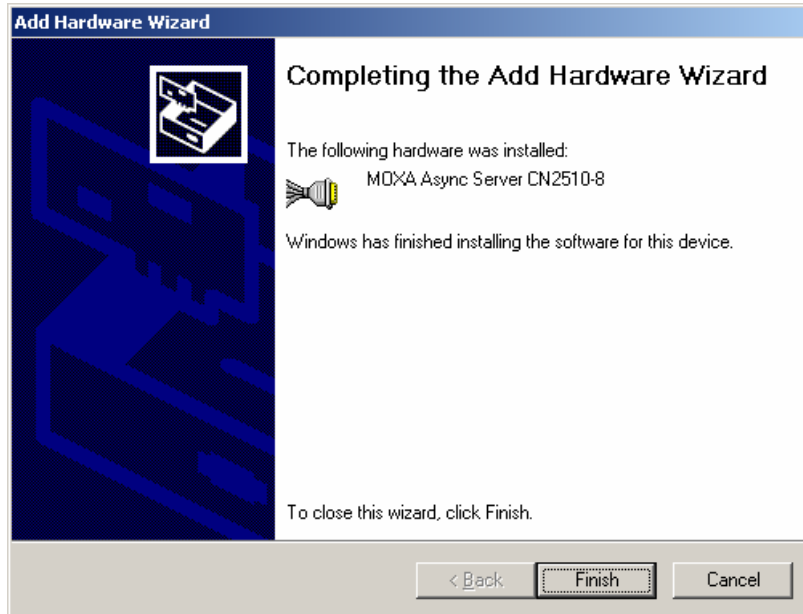 Add Hardware Wizard
Completing the Add Hardware Wizard
The following hardware was installed:
MOXA Async Server CN2510-8
Windows has finished installing the software for this device.
To close this wizard, click Finish.
< Back
Finish
Cancel